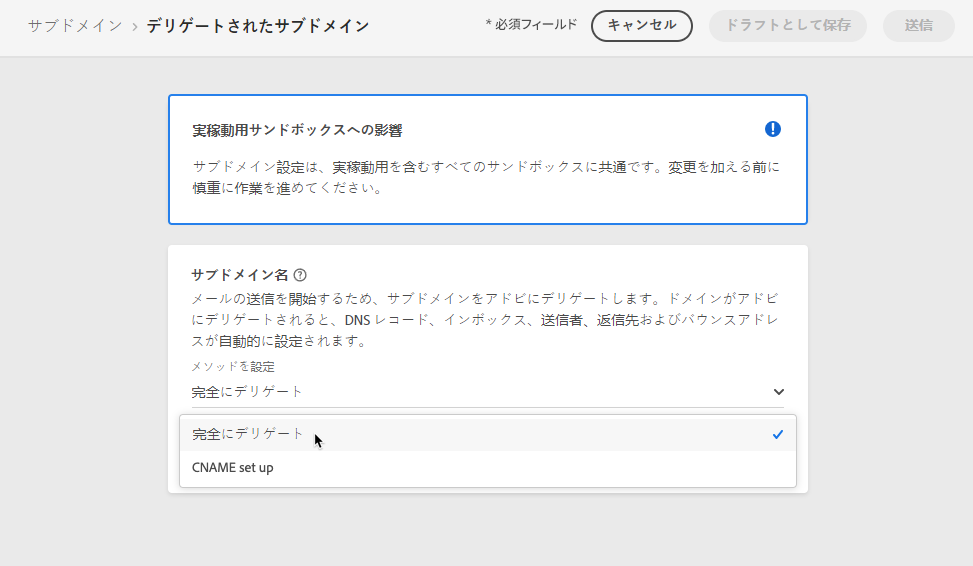 サブドメイン › デリゲートされたサブドメイン
* 必須フィールド
キャンセル
ドラフトとして保存
送信
実稼動用サンドボックスへの影響
サブドメイン設定は、実稼動用を含むすべてのサンドボックスに共通です。変更を加える前に
慎重に作業を進めてください。
サブドメイン名
メールの送信を開始するため、サブドメインをアドビにデリゲートします。ドメインがアドビ
にデリゲートされると、DNS レコード、インボックス、送信者、返信先およびバウンスアドレ
スが自動的に設定されます。
メソッドを設定
完全にデリゲート
完全にデリゲート
CNAME set up